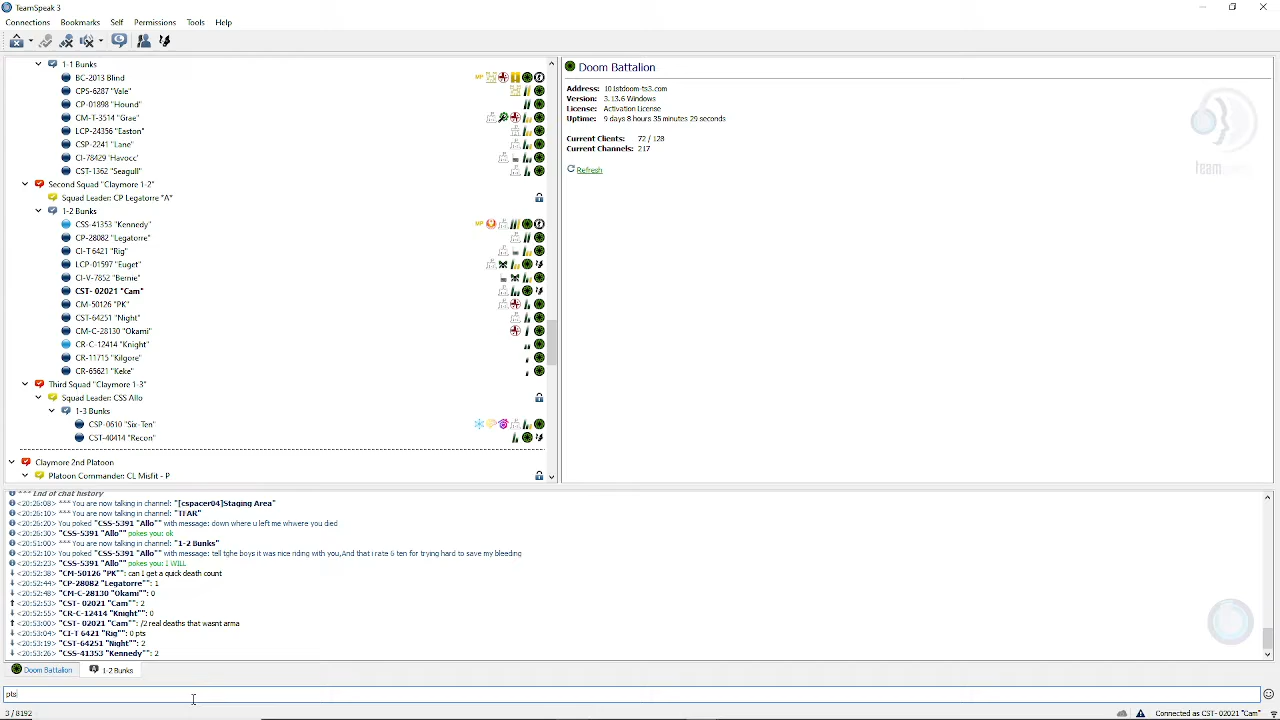 TeamSpeak 3
Connections Bookmarks Self Permissions Tools Help
1-1 Bunks
BC-2013 Blind
CPS-6287 "Vale"
CP-01898 "Hound"
CM-T-3514 "Grae"
LCP-24356 "Easton"
CSP-2241 "Lane"
CI-78429 "Havocc'
CST-1362 "Seagull"
Second Squad "Claymore 1-2"
Squad Leader: CP Legatorre *A*
1-2 Bunks
CSS-41353 "Kennedy"
CP-28082 "Legatorre"
CI-T 6421 "Rig"
LCP-01597 "Euget"
CI-V-7852 "Bernie"
CST- 02021 "Cam"
CM-50126 "PK"
CST-64251 "Night"
CM-C-28130 "Okami"
CR-C-12414 "Knight"
CR-11715 "Kilgore"
CR-65621 "Keke"
Third Squad "Claymore 1-3"
Squad Leader: CSS Allo
1-3 Bunks
CSP-0610 "Six-Ten"
CST-40414 "Recon"
Claymore 2nd Platoon
Platoon Commander: CL Misfit - P
Doom Battalion
Address: 101stdoom-ts3.com
Version: 3.13.6 Windows
License: Activation License
Uptime: 9 days 8 hours 35 minutes 29 seconds
Current Clients: 72 / 128
Current Channels: 217
Refresh
*** End of chat history
<20:26:08> *** You are now talking in channel: "[cspacer04]Staging Area"
<20:26:10> *** You are now talking in channel: "TFAR"
<20:26:20> You poked "CSS-5391 "Allo"" with message: down where u left me whwere you died
<20:26:30> "CSS-5391 "Allo"" pokes you: ok
<20:51:00> *** You are now talking in channel: "1-2 Bunks"
<20:52:10> You poked "CSS-5391 "Allo"" with message: tell tghe boys it was nice riding with you,And that i rate 6 ten for trying hard to save my bleeding
<20:52:23> "CSS-5391 "Allo"" pokes you: I WILL
<20:52:38> "CM-50126 "PK"": can I get a quick death count
<20:52:44> "CP-28082 "Legatorre"": 1
<20:52:48> "CM-C-28130 "Okami"": 0
<20:52:53> "CST- 02021 "Cam"": 2
<20:52:55> "CR-C-12414 "Knight"": 0
<20:53:00> "CST- 02021 "Cam"": /2 real deaths that wasnt arma
<20:53:04> "CI-T 6421 "Rig"": 0 pts
<20:53:19> "CST-64251 "Night"": 2
<20:53:26> "CSS-41353 "Kennedy"": 2
Doom Battalion 1-2 Bunks
pts
3 / 8192 Connected as CST- 02021 "Cam"